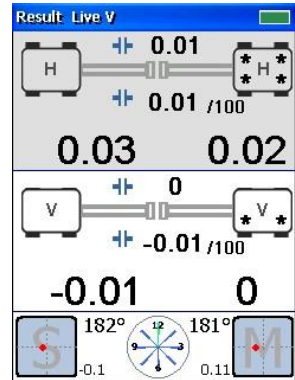 Result Live V
0.01
H
* * H * *
0.01 /100
0.03 0.02
0
V
V
* *
-0.01 /100
-0.01 0
182° 12 181°
S 9 3 M
-0.1 6 0.11